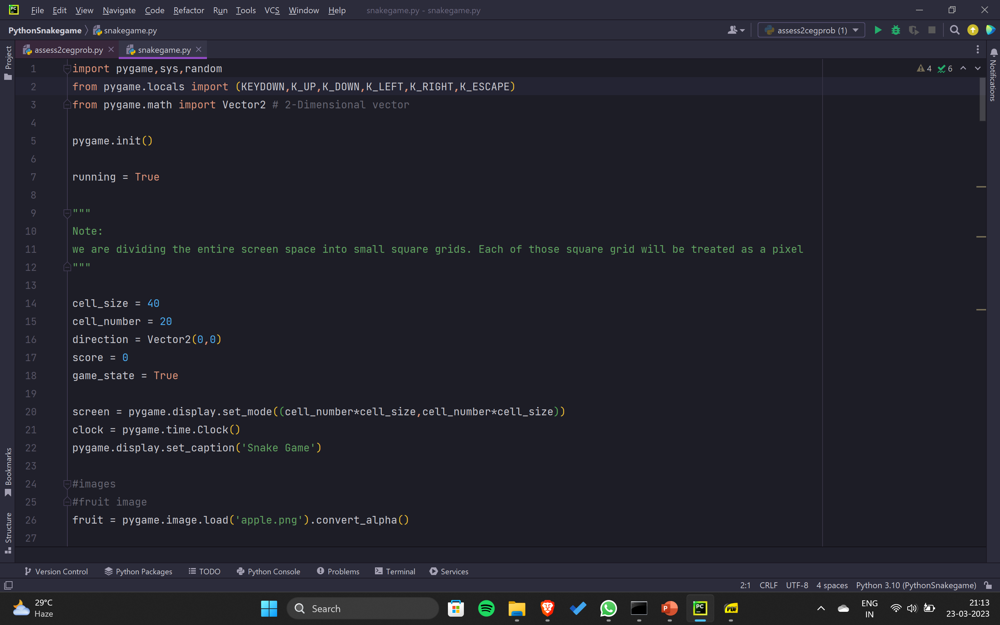 PC File Edit View Navigate Code Refactor Run Tools VCS Window Help snakegame.py - snakegame.py
PythonSnakegame snakegame.py assess2cegprob (1)
Project
assess2cegprob.py snakegame.py
Notifications
4 6
1 import pygame,sys,random
2 from pygame.locals import (KEYDOWN,K_UP,K_DOWN,K_LEFT,K_RIGHT,K_ESCAPE)
3 from pygame.math import Vector2 # 2-Dimensional vector
4
5 pygame.init()
6
7 running = True
8
9 """
10 Note:
11 we are dividing the entire screen space into small square grids. Each of those square grid will be treated as a pixel
12 """
13
14 cell_size = 40
15 cell_number = 20
16 direction = Vector2(0,0)
17 score = 0
18 game_state = True
19
20 screen = pygame.display.set_mode((cell_number*cell_size,cell_number*cell_size))
21 clock = pygame.time.Clock()
22 pygame.display.set_caption('Snake Game')
23
24 #images
25 #fruit image
26 fruit = pygame.image.load('apple.png').convert_alpha()
27
Bookmarks
Structure
Version Control Python Packages TODO Python Console Problems Terminal Services
2:1 CRLF UTF-8 4 spaces Python 3.10 (PythonSnakegame)
29°C
Haze
Search
P
PC
PDF
ENG
IN
21:13
23-03-2023